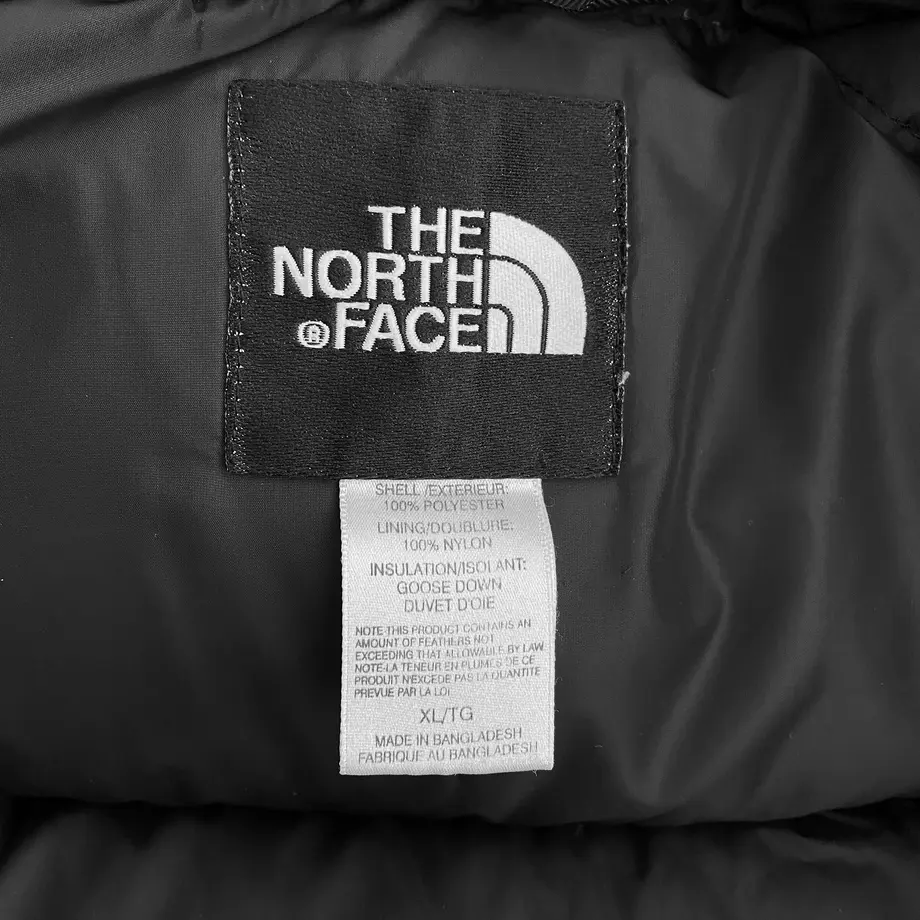 THE
NORTH
®FACE
SHELL/EXTERIEUR:
100% POLYESTER
LINING/DOUBLURE:
100% NYLON
INSULATION/ISOLANT:
GOOSE DOWN
DUVET D'OIE
NOTE-THIS PRODUCT CONTAINS AN
AMOUNT OF FEATHERS NOT
EXCEEDING THAT ALLOWABLE BY LAW
NOTE-LA TENEUR EN PLUMES DE CE
PRODUIT N'EXCEDE PAS LA QUANTITE
PREVUE PAR LA LOI
XL/TG
MADE IN BANGLADESH
FABRIQUE AU BANGLADESH